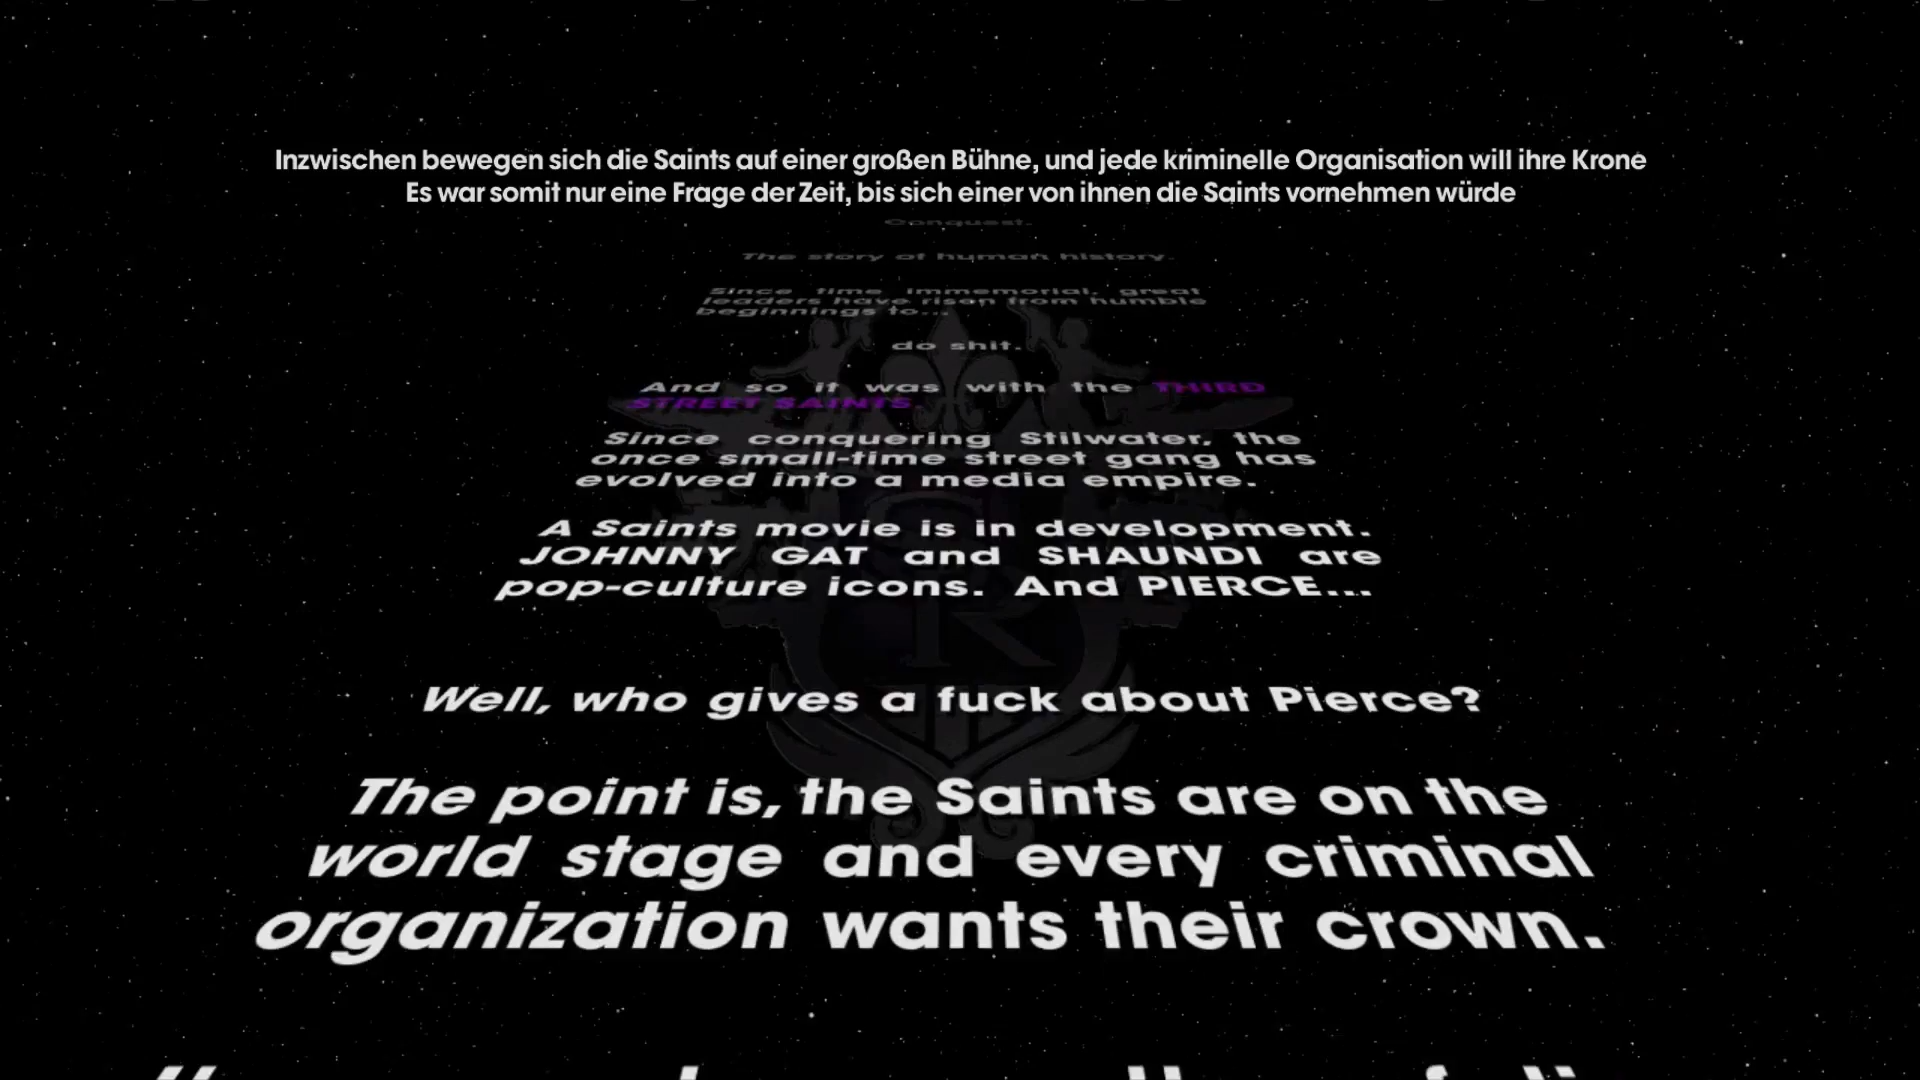 Inzwischen bewegen sich die Saints auf einer großen Bühne, und jede kriminelle Organisation will ihre Krone
Es war somit nur eine Frage der Zeit, bis sich einer von ihnen die Saints vornehmen würde
Conquest.
The story of human history.
Since time immemorial, great
leaders have risen from humble
beginnings to...
do shit.
And so it was with the THIRD
STREET SAINTS.
Since conquering Stilwater, the
once small-time street gang has
evolved into a media empire.
A Saints movie is in development.
JOHNNY GAT and SHAUNDI are
pop-culture icons. And PIERCE...
Well, who gives a fuck about Pierce?
The point is, the Saints are on the
world stage and every criminal
organization wants their crown.